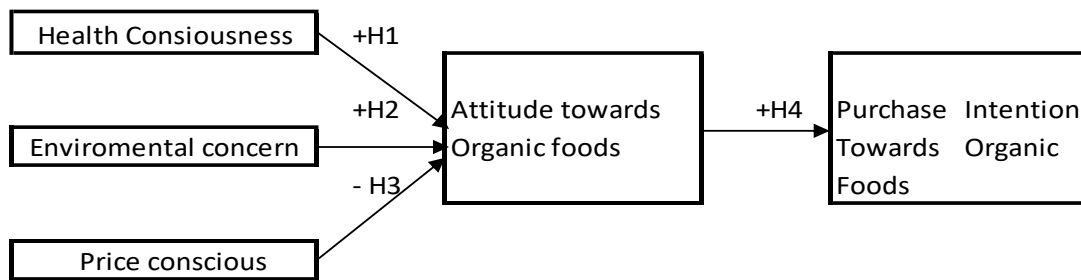 Health Consiousness
+H1
+H2
Enviromental concern
- H3
Price conscious
Attitude towards
Organic foods
+H4
Purchase Intention
Towards Organic
Foods